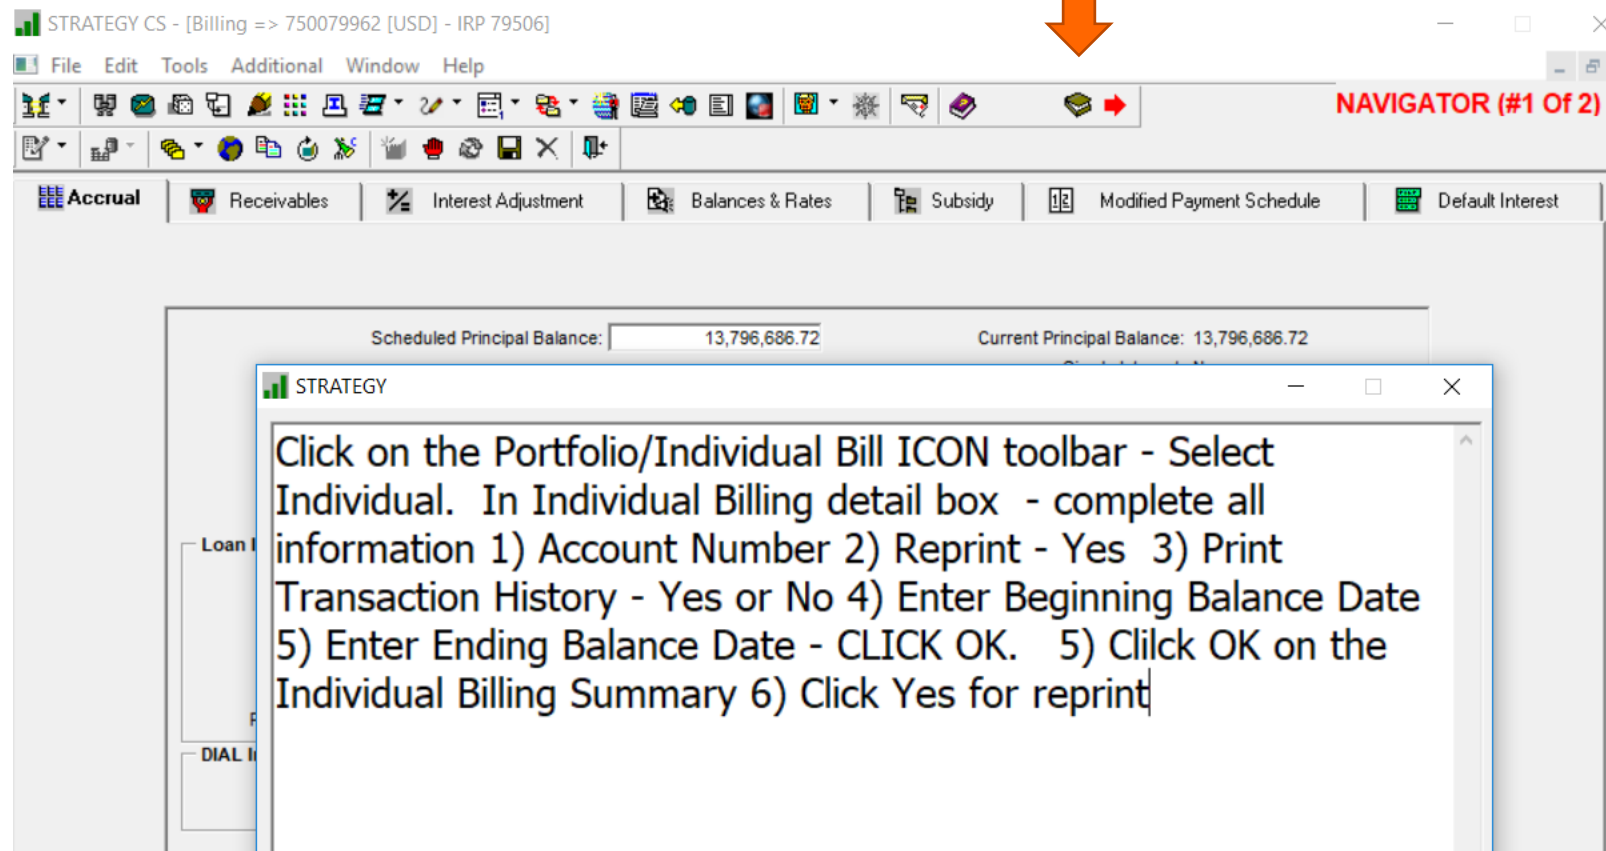 STRATEGY CS - [Billing => 750079962 [USD] - IRP 79506]
File Edit Tools Additional Window Help
NAVIGATOR (#1 Of 2)
Accrual Receivables Interest Adjustment Balances & Rates Subsidy Modified Payment Schedule Default Interest
Scheduled Principal Balance: 13,796,686.72 Current Principal Balance: 13,796,686.72
STRATEGY
Click on the Portfolio/Individual Bill ICON toolbar - Select
Individual. In Individual Billing detail box - complete all
Loan
information 1) Account Number 2) Reprint - Yes 3) Print
Transaction History - Yes or No 4) Enter Beginning Balance Date
5) Enter Ending Balance Date - CLICK OK. 5) Clilck OK on the
Individual Billing Summary 6) Click Yes for reprint
DIAL